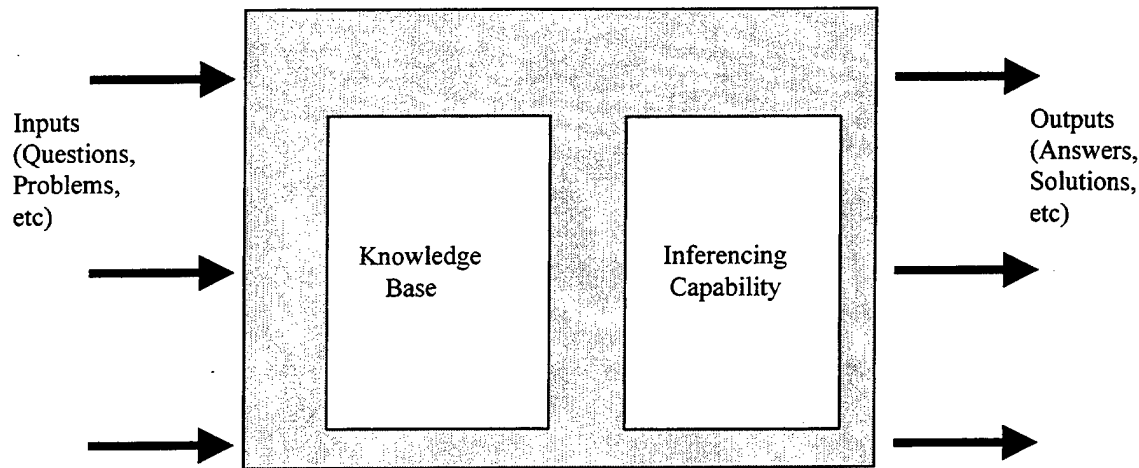 Inputs
(Questions,
Problems,
etc)
Knowledge
Base
Inferencing
Capability
Outputs
(Answers,
Solutions,
etc)